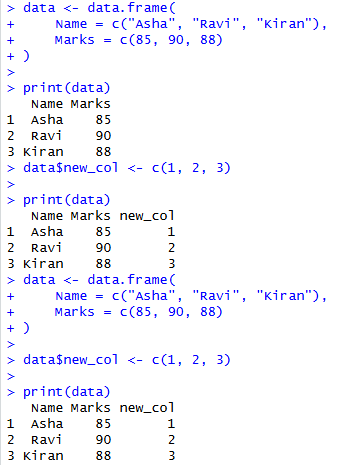 > data <- data.frame(
+     Name = c("Asha", "Ravi", "Kiran"),
+     Marks = c(85, 90, 88)
+ )
>
> print(data)
   Name Marks
1  Asha    85
2  Ravi    90
3 Kiran    88
> data$new_col <- c(1, 2, 3)
>
> print(data)
   Name Marks new_col
1  Asha    85       1
2  Ravi    90       2
3 Kiran    88       3
> data <- data.frame(
+     Name = c("Asha", "Ravi", "Kiran"),
+     Marks = c(85, 90, 88)
+ )
>
> data$new_col <- c(1, 2, 3)
>
> print(data)
   Name Marks new_col
1  Asha    85       1
2  Ravi    90       2
3 Kiran    88       3